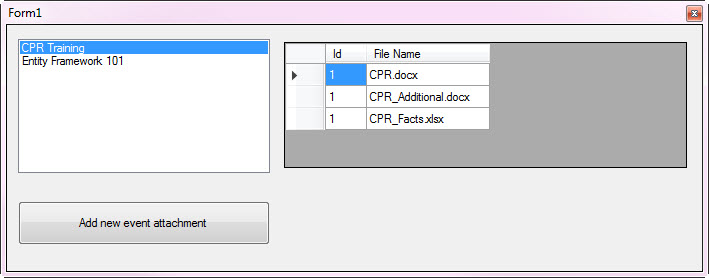 Form1
CPR Training
Entity Framework 101
Id File Name
1 CPR.docx
1 CPR_Additional.docx
1 CPR_Facts.xlsx
Add new event attachment